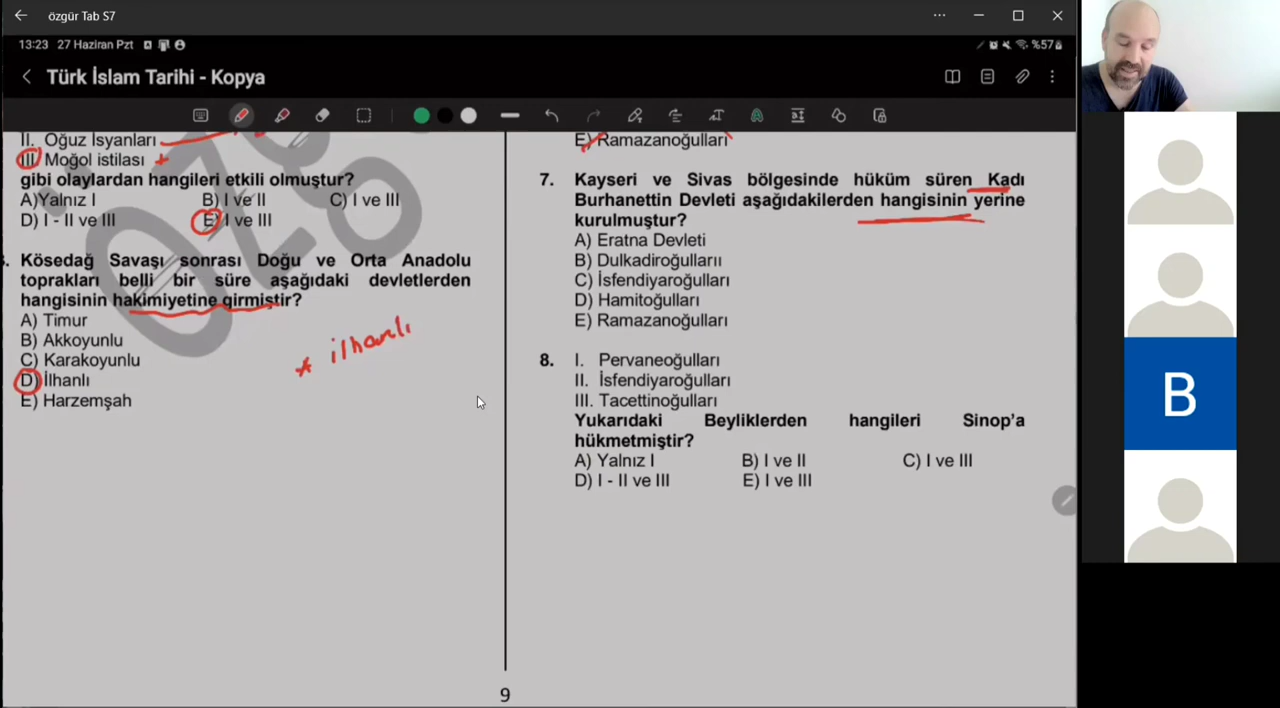 özgür Tab S7
13:23 27 Haziran Pzt
%57
Türk İslam Tarihi - Kopya
II. Oğuz İsyanları
III Moğol istilası
gibi olaylardan hangileri etkili olmuştur?
A)Yalnız I B) I ve II C) I ve III
D) I - II ve III E) I ve III
. Kösedağ Savaşı sonrası Doğu ve Orta Anadolu
toprakları belli bir süre aşağıdaki devletlerden
hangisinin hakimiyetine girmiştir?
A) Timur
B) Akkoyunlu
C) Karakoyunlu
D) İlhanlı
E) Harzemşah
* ilhanlı
E) Ramazanoğulları
7. Kayseri ve Sivas bölgesinde hüküm süren Kadı
Burhanettin Devleti aşağıdakilerden hangisinin yerine
kurulmuştur?
A) Eratna Devleti
B) Dulkadiroğullarıı
C) İsfendiyaroğulları
D) Hamitoğulları
E) Ramazanoğulları
8. I. Pervaneoğulları
II. İsfendiyaroğulları
III. Tacettinoğulları
Yukarıdaki Beyliklerden hangileri Sinop'a
hükmetmiştir?
A) Yalnız I B) I ve II C) I ve III
D) I - II ve III E) I ve III
9
B